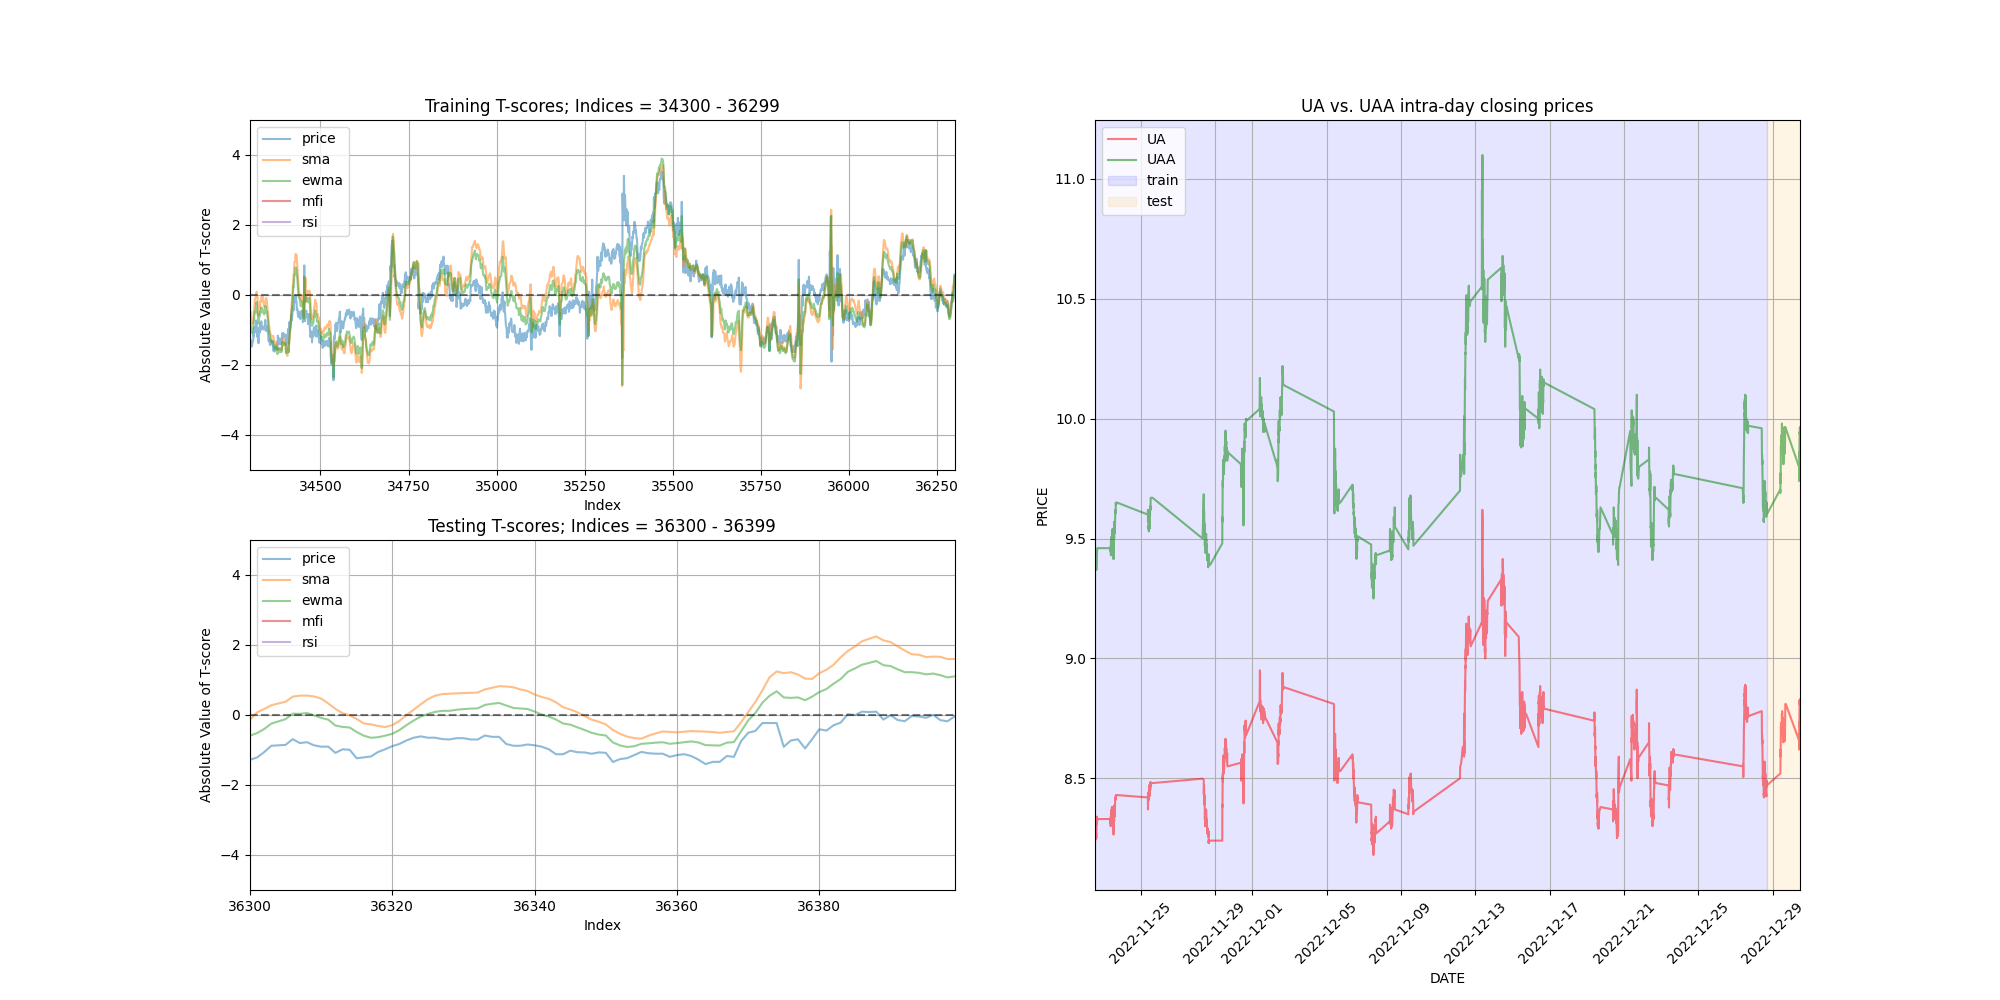 Training T-scores; Indices = 34300 - 36299
price
sma
ewma
mfi
rsi
4
2
0
−2
−4
Absolute Value of T-score
34500 34750 35000 35250 35500 35750 36000 36250
Index
Testing T-scores; Indices = 36300 - 36399
price
sma
ewma
mfi
rsi
4
2
0
−2
−4
Absolute Value of T-score
36300 36320 36340 36360 36380
Index
UA vs. UAA intra-day closing prices
UA
UAA
train
test
11.0
10.5
10.0
9.5
9.0
8.5
PRICE
2022-11-25 2022-11-29 2022-12-01 2022-12-05 2022-12-09 2022-12-13 2022-12-17 2022-12-21 2022-12-25 2022-12-29
DATE